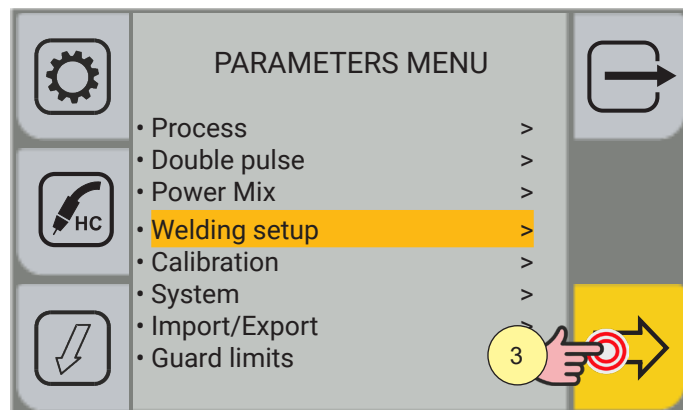 PARAMETERS MENU
• Process >
• Double pulse >
• Power Mix >
• Welding setup >
• Calibration >
• System >
• Import/Export >
• Guard limits
HC
3